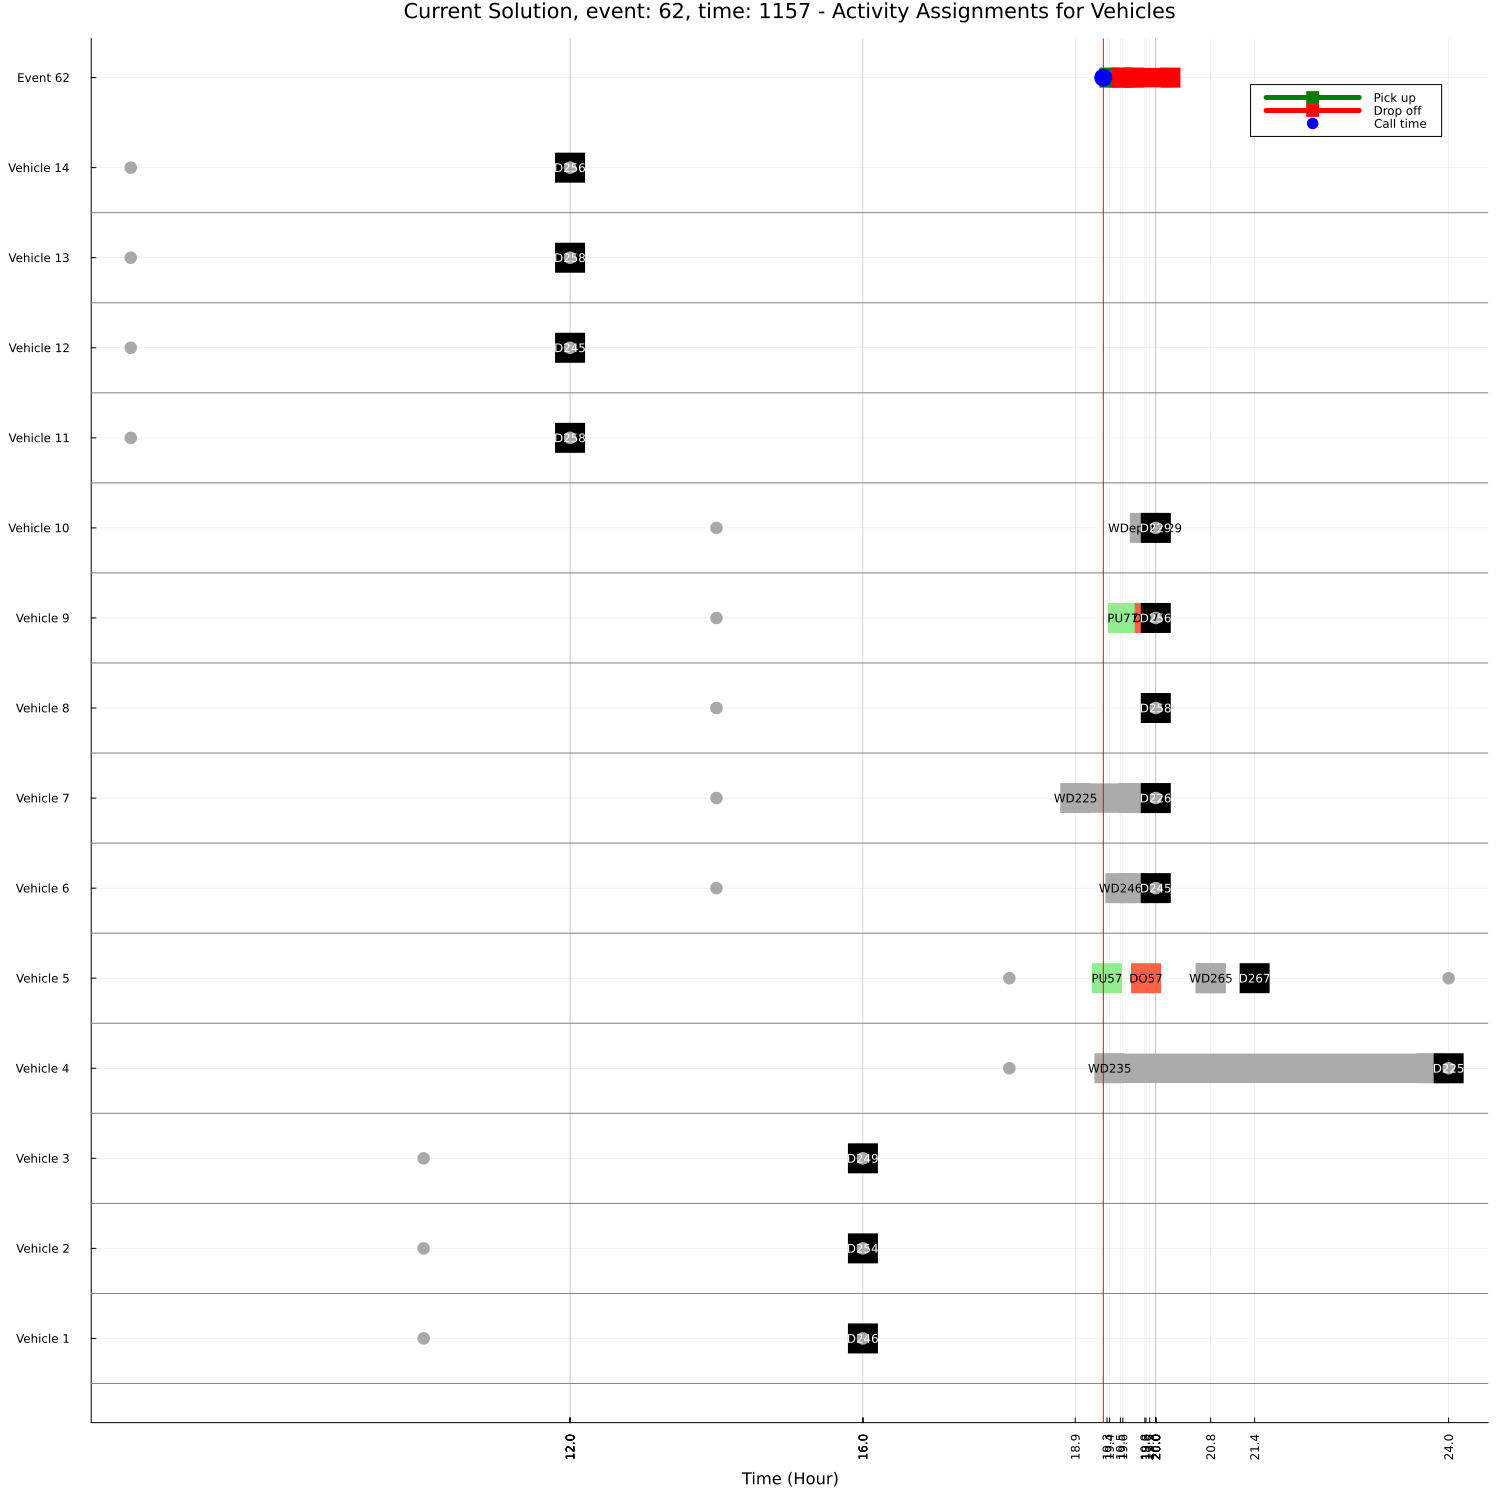 Current Solution, event: 62, time: 1157 - Activity Assignments for Vehicles
Event 62
Pick up
Drop off
Call time
Vehicle 14
D256
Vehicle 13
D258
Vehicle 12
D245
Vehicle 11
D258
Vehicle 10
D229
Vehicle 9
PU77
D256
Vehicle 8
D258
Vehicle 7
WD225
D226
Vehicle 6
WD246
D245
Vehicle 5
PU57
DO57
WD265
D267
Vehicle 4
WD235
D225
Vehicle 3
D249
Vehicle 2
D254
Vehicle 1
D246
12.0
16.0
18.9
20.0
20.8
21.4
24.0
Time (Hour)